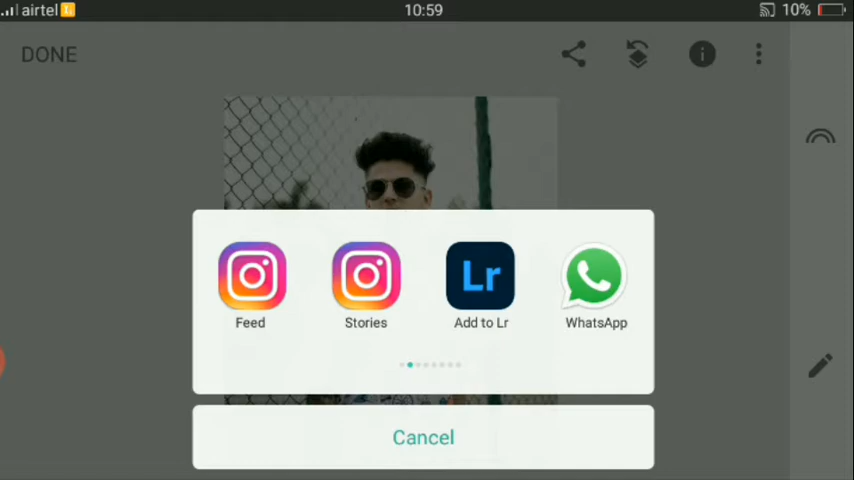 airtel
10:59
10%
DONE
Lr
Feed
Stories
Add to Lr
WhatsApp
Cancel